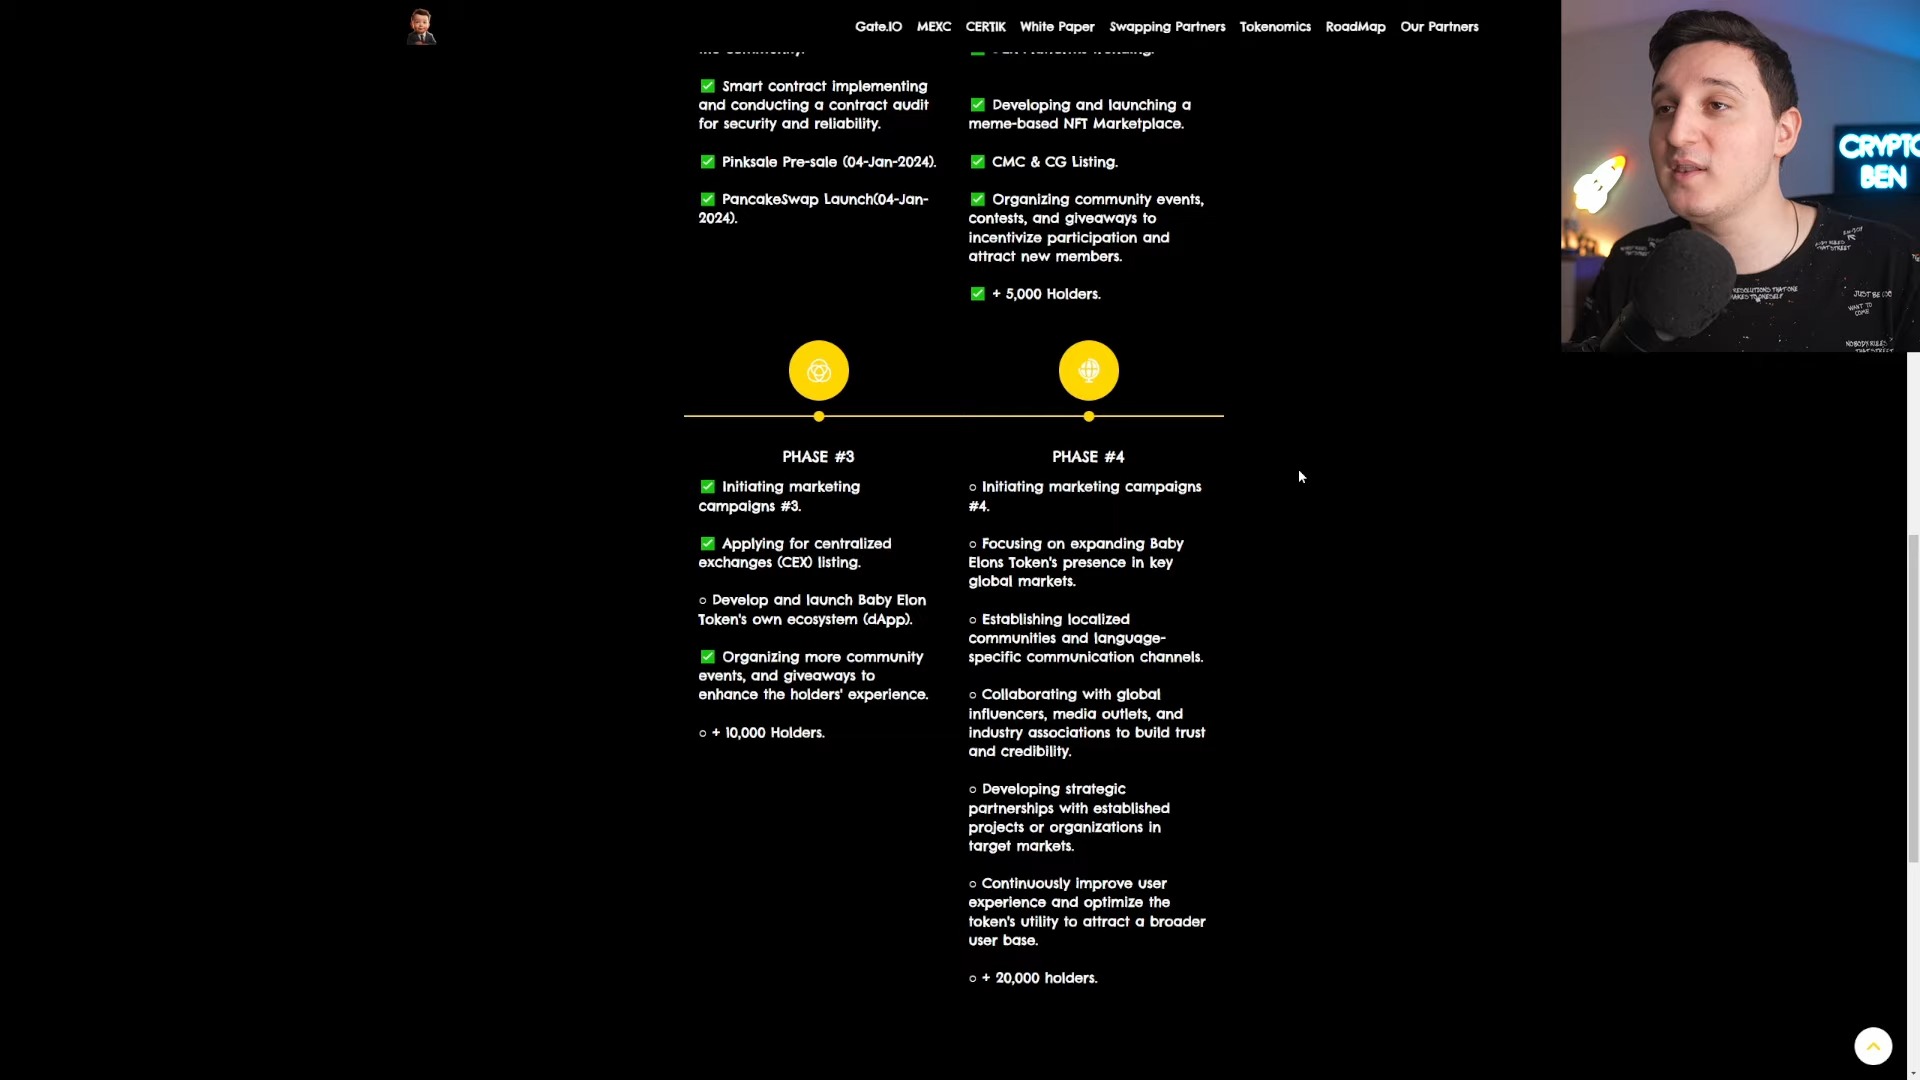 Gate.IO MEXC CERTIK White Paper Swapping Partners Tokenomics RoadMap Our Partners
✅ Smart contract implementing
and conducting a contract audit
for security and reliability.
✅ Pinksale Pre-sale (04-Jan-2024).
✅ PancakeSwap Launch(04-Jan-
2024).
✅ Developing and launching a
meme-based NFT Marketplace.
✅ CMC & CG Listing.
✅ Organizing community events,
contests, and giveaways to
incentivize participation and
attract new members.
✅ + 5,000 Holders.
PHASE #3
✅ Initiating marketing
campaigns #3.
✅ Applying for centralized
exchanges (CEX) listing.
○ Develop and launch Baby Elon
Token's own ecosystem (dApp).
✅ Organizing more community
events, and giveaways to
enhance the holders' experience.
○ + 10,000 Holders.
PHASE #4
○ Initiating marketing campaigns
#4.
○ Focusing on expanding Baby
Elons Token's presence in key
global markets.
○ Establishing localized
communities and language-
specific communication channels.
○ Collaborating with global
influencers, media outlets, and
industry associations to build trust
and credibility.
○ Developing strategic
partnerships with established
projects or organizations in
target markets.
○ Continuously improve user
experience and optimize the
token's utility to attract a broader
user base.
○ + 20,000 holders.
CRYPTO
BEN
WANT TO
COME